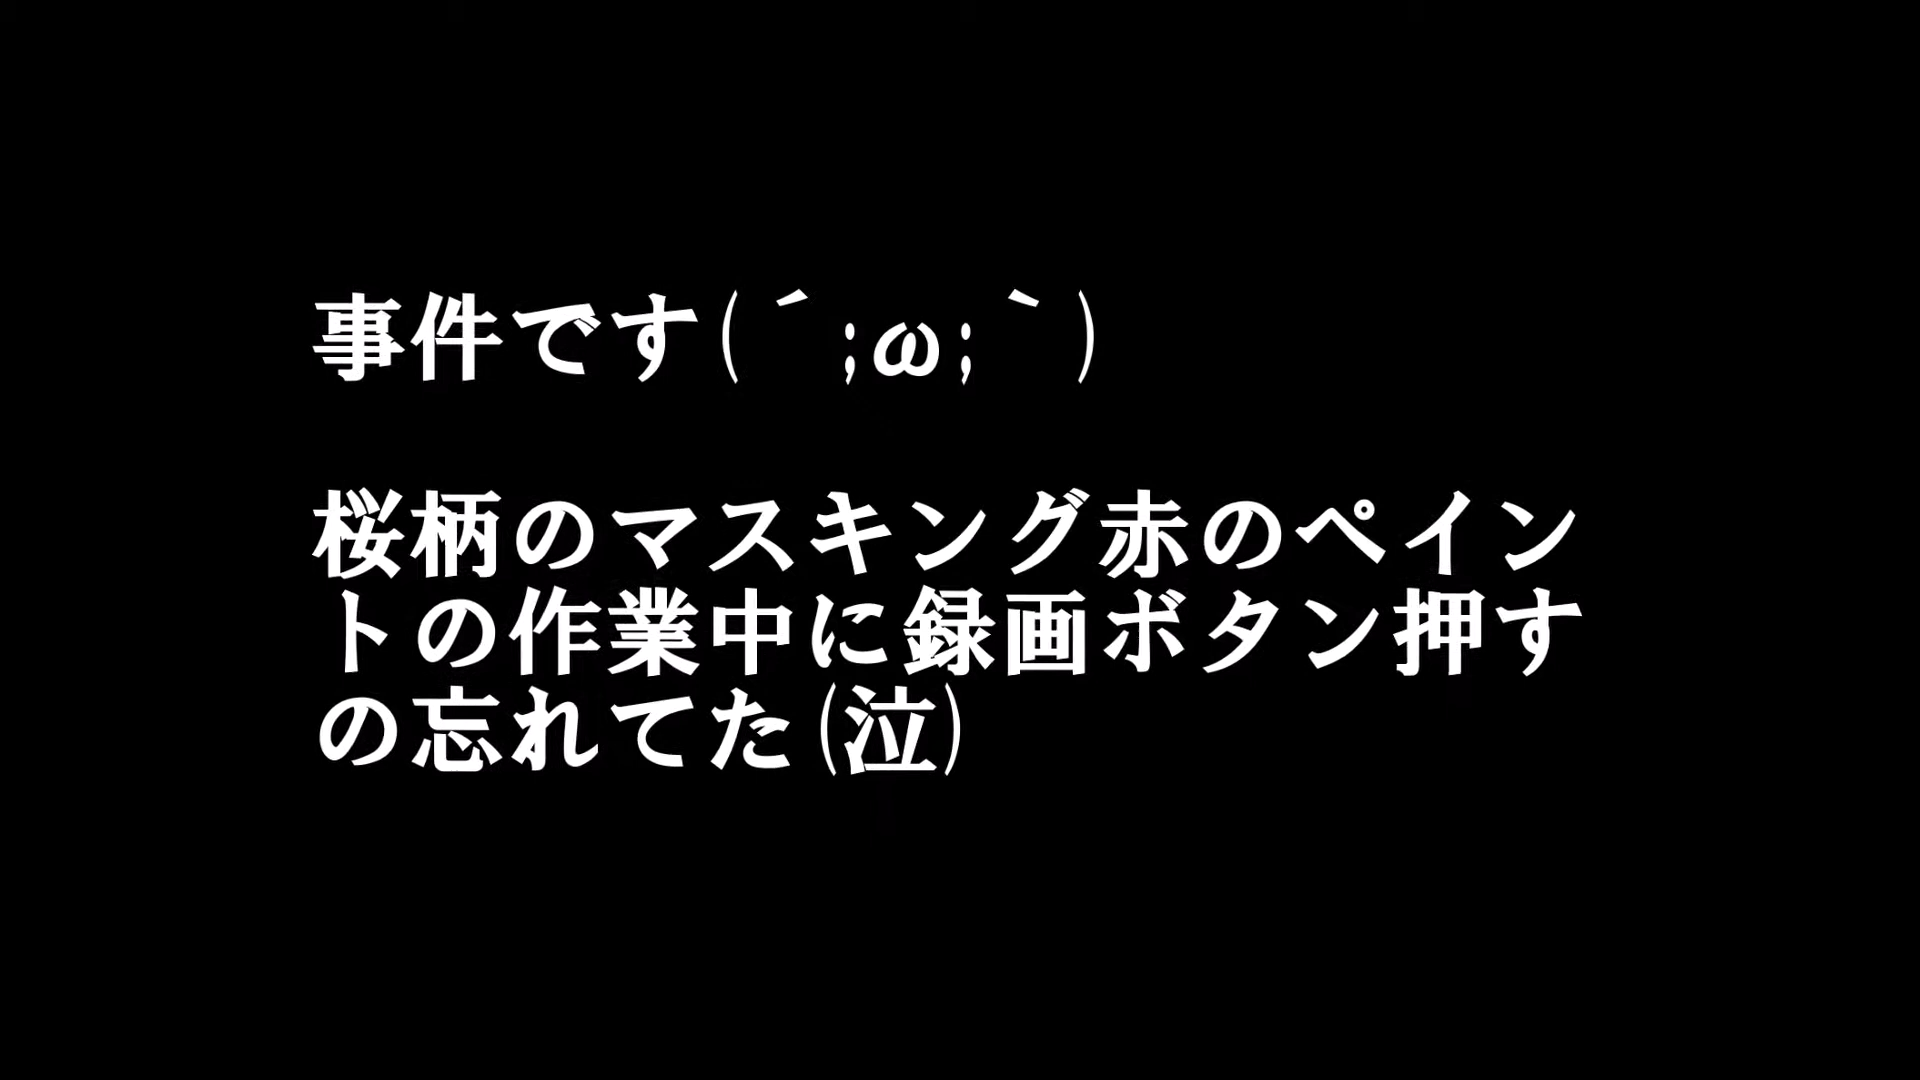 事件です(´;ω;｀)
桜柄のマスキング赤のペイン
トの作業中に録画ボタン押す
の忘れてた(泣)